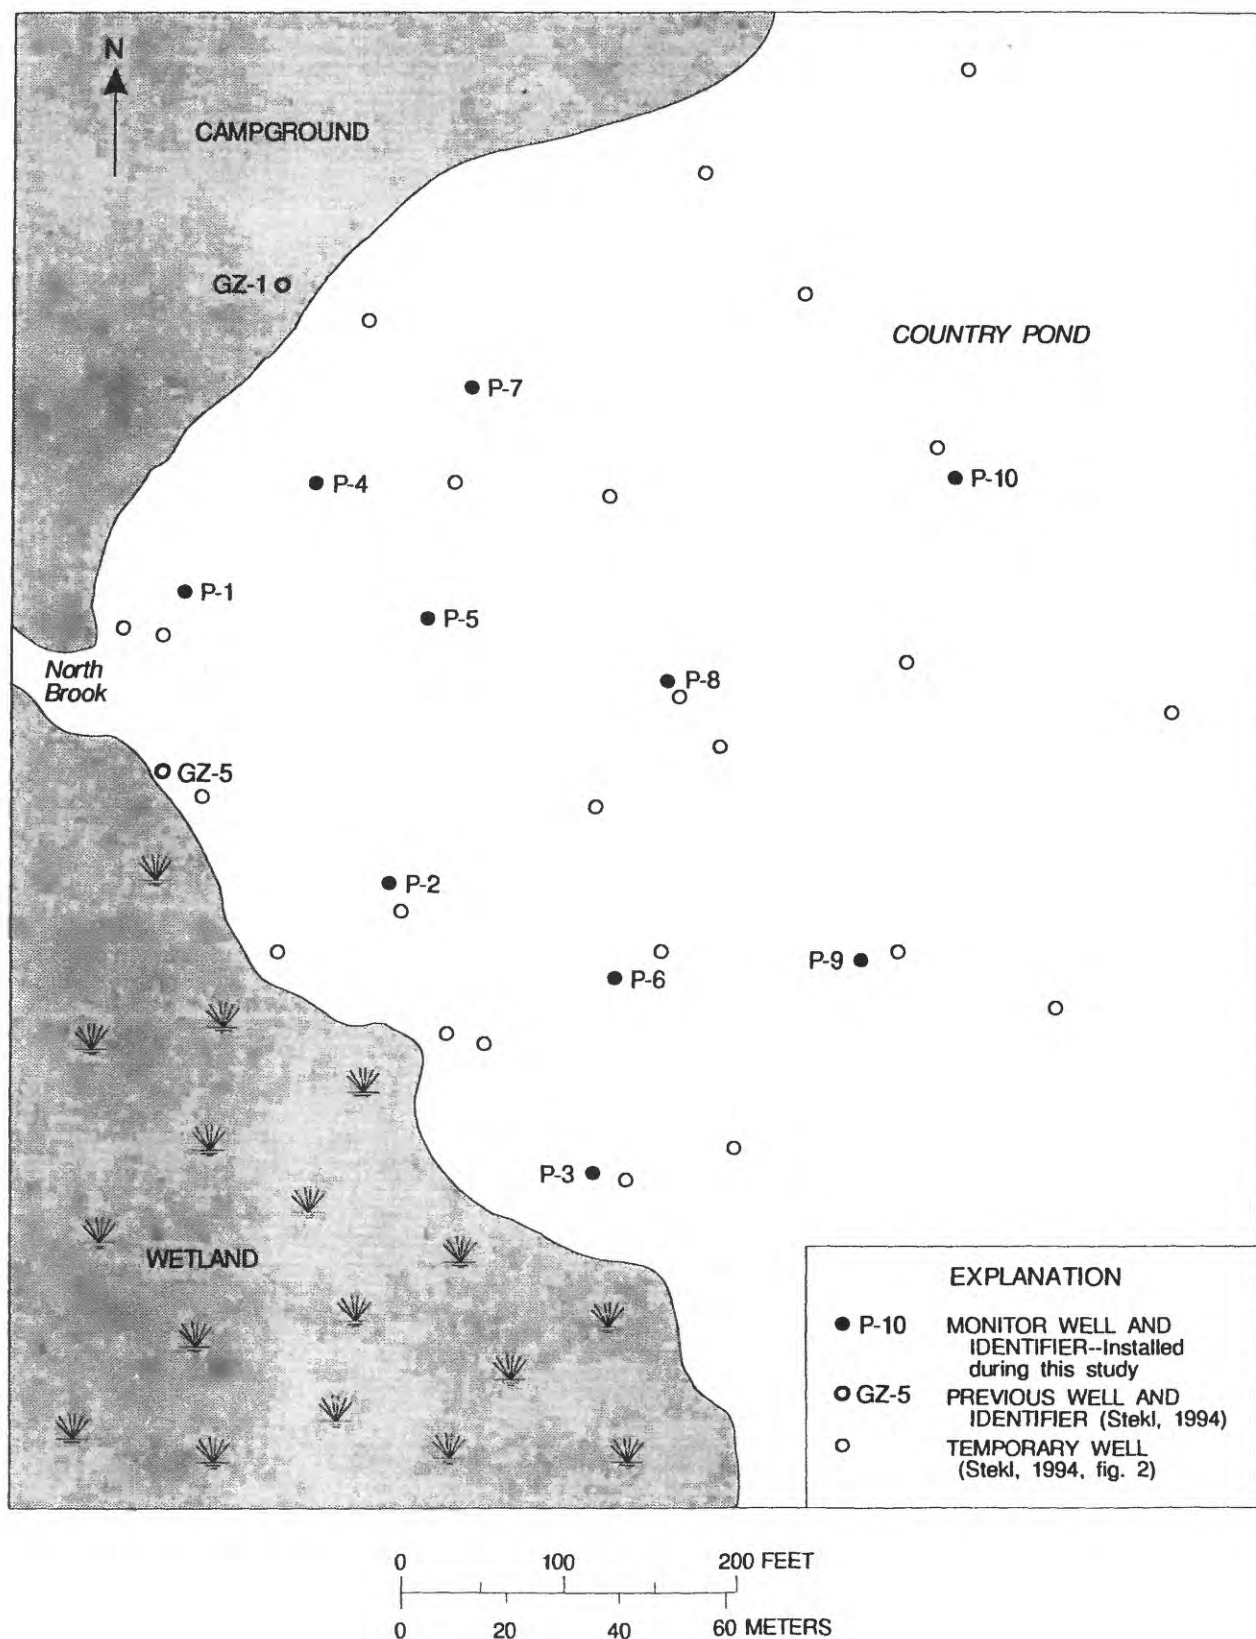 N
CAMPGROUND
GZ-1
COUNTRY POND
P-7
P-4
P-10
P-1
P-5
North
Brook
P-8
GZ-5
P-2
P-9
P-6
P-3
WETLAND
EXPLANATION
P-10 MONITOR WELL AND
IDENTIFIER--Installed
during this study
GZ-5 PREVIOUS WELL AND
IDENTIFIER (Stekl, 1994)
TEMPORARY WELL
(Stekl, 1994, fig. 2)
0 100 200 FEET
0 20 40 60 METERS